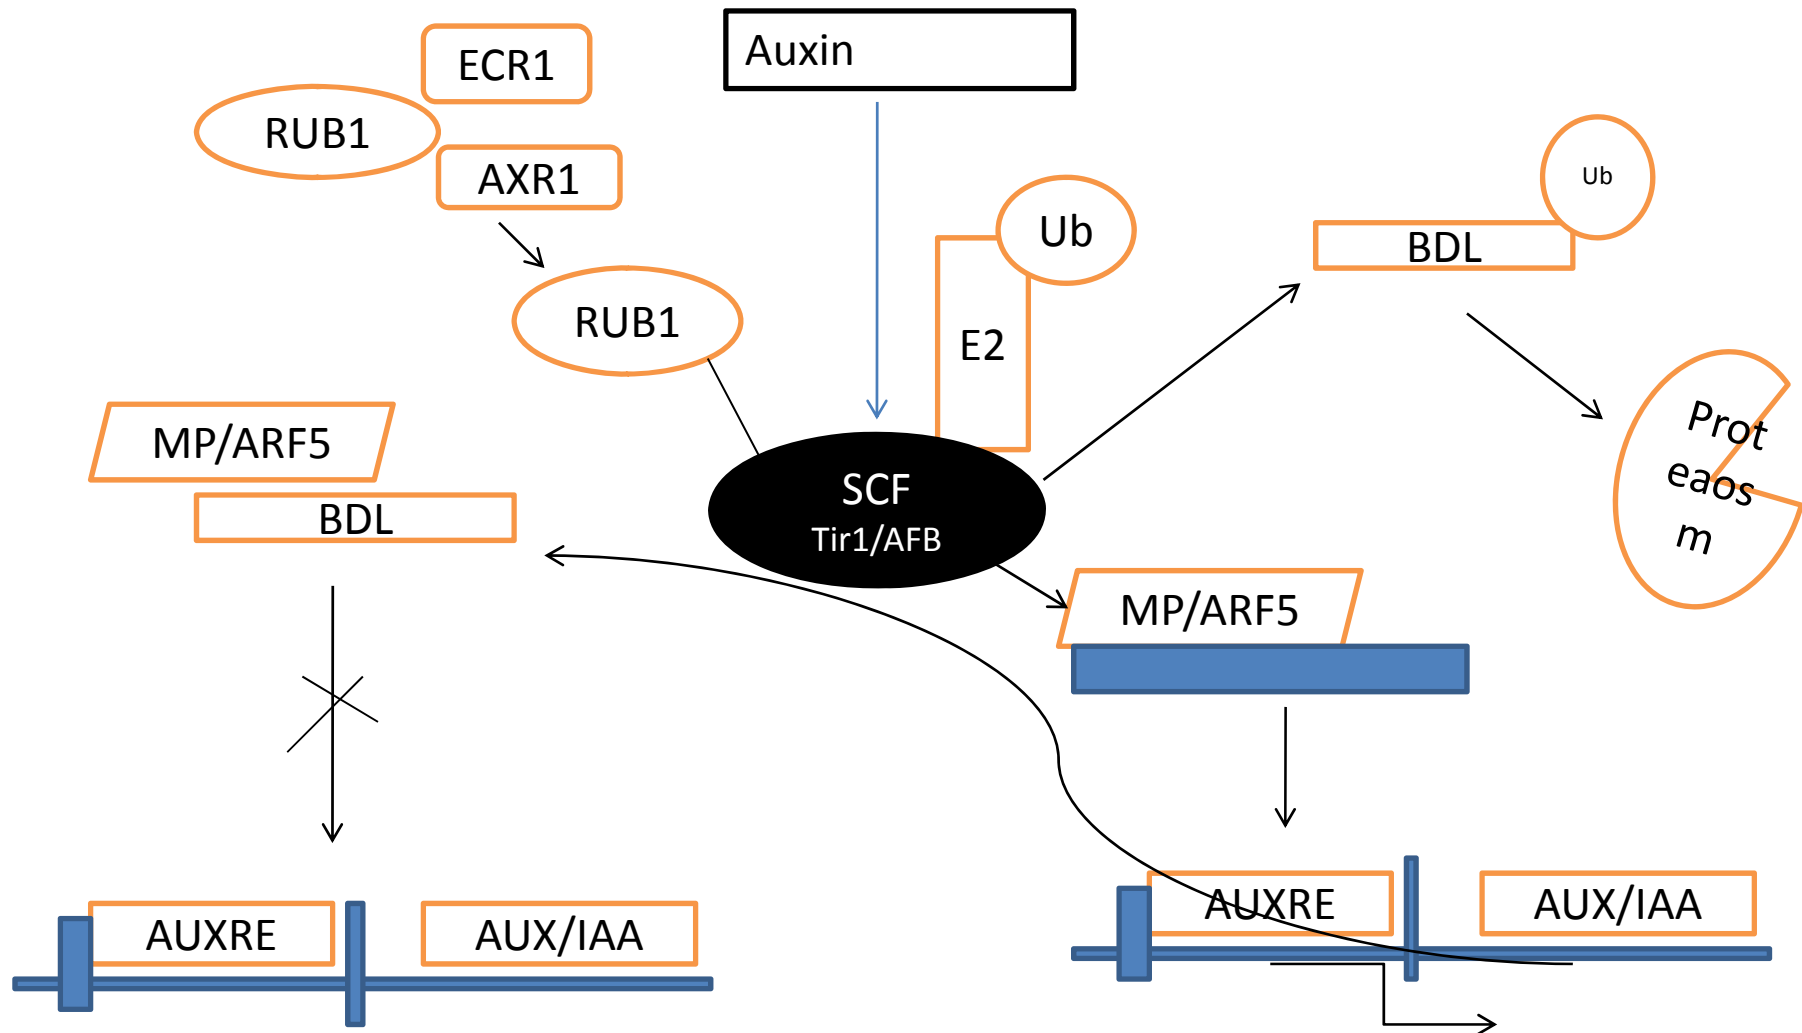 Auxin
ECR1
RUB1
AXR1
Ub
Ub
BDL
RUB1
E2
MP/ARF5
BDL
SCF
Tir1/AFB
Prot
eaos
m
MP/ARF5
AUXRE
AUX/IAA
AUXRE
AUX/IAA